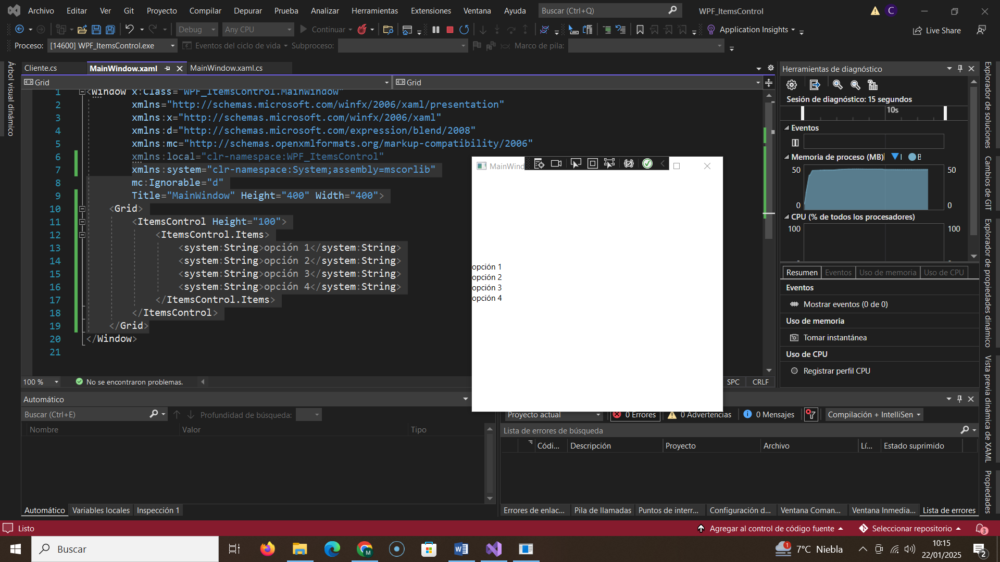 Archivo Editar Ver Git Proyecto Compilar Depurar Prueba Analizar Herramientas Extensiones Ventana Ayuda Buscar (Ctrl+Q) WPF_ItemsControl C
Debug Any CPU Continuar Application Insights Live Share
Proceso: [14600] WPF_ItemsControl.exe Eventos del ciclo de vida Subproceso: Marco de pila:
Árbol visual dinámico
Cliente.cs MainWindow.xaml MainWindow.xaml.cs
Grid Grid
1 <Window x:Class="WPF_ItemsControl.MainWindow"
2 xmlns="http://schemas.microsoft.com/winfx/2006/xaml/presentation"
3 xmlns:x="http://schemas.microsoft.com/winfx/2006/xaml"
4 xmlns:d="http://schemas.microsoft.com/expression/blend/2008"
5 xmlns:mc="http://schemas.openxmlformats.org/markup-compatibility/2006"
6 xmlns:local="clr-namespace:WPF_ItemsControl"
7 xmlns:system="clr-namespace:System;assembly=mscorlib"
8 mc:Ignorable="d"
9 Title="MainWindow" Height="400" Width="400">
10 <Grid>
11 <ItemsControl Height="100">
12 <ItemsControl.Items>
13 <system:String>opción 1</system:String>
14 <system:String>opción 2</system:String>
15 <system:String>opción 3</system:String>
16 <system:String>opción 4</system:String>
17 </ItemsControl.Items>
18 </ItemsControl>
19 </Grid>
20 </Window>
21
100 % No se encontraron problemas. SPC CRLF
MainWind
opción 1
opción 2
opción 3
opción 4
Herramientas de diagnóstico
Sesión de diagnóstico: 15 segundos
10s
Eventos
Memoria de proceso (MB)
50 50
0 0
CPU (% de todos los procesadores)
100 100
Resumen Eventos Uso de memoria Uso de CPU
Eventos
Mostrar eventos (0 de 0)
Uso de memoria
Tomar instantánea
Uso de CPU
Registrar perfil CPU
Explorador de soluciones
Cambios de GIT
Explorador de propiedades dinámico
Vista previa dinámica de XAML
Propiedades
Automático
Buscar (Ctrl+E) Profundidad de búsqueda:
Nombre Valor Tipo
Automático Variables locales Inspección 1
Proyecto actual 0 Errores 0 Advertencias 0 Mensajes Compilación + IntelliSen
Lista de errores de búsqueda
Códi... Descripción Proyecto Archivo Lí... Estado suprimido
Errores de enlac... Pila de llamadas Puntos de interr... Configuración d... Ventana Coman... Ventana Inmedia... Lista de errores
Listo Agregar al control de código fuente Seleccionar repositorio 3
Buscar 1 7°C Niebla 10:15
22/01/2025 2